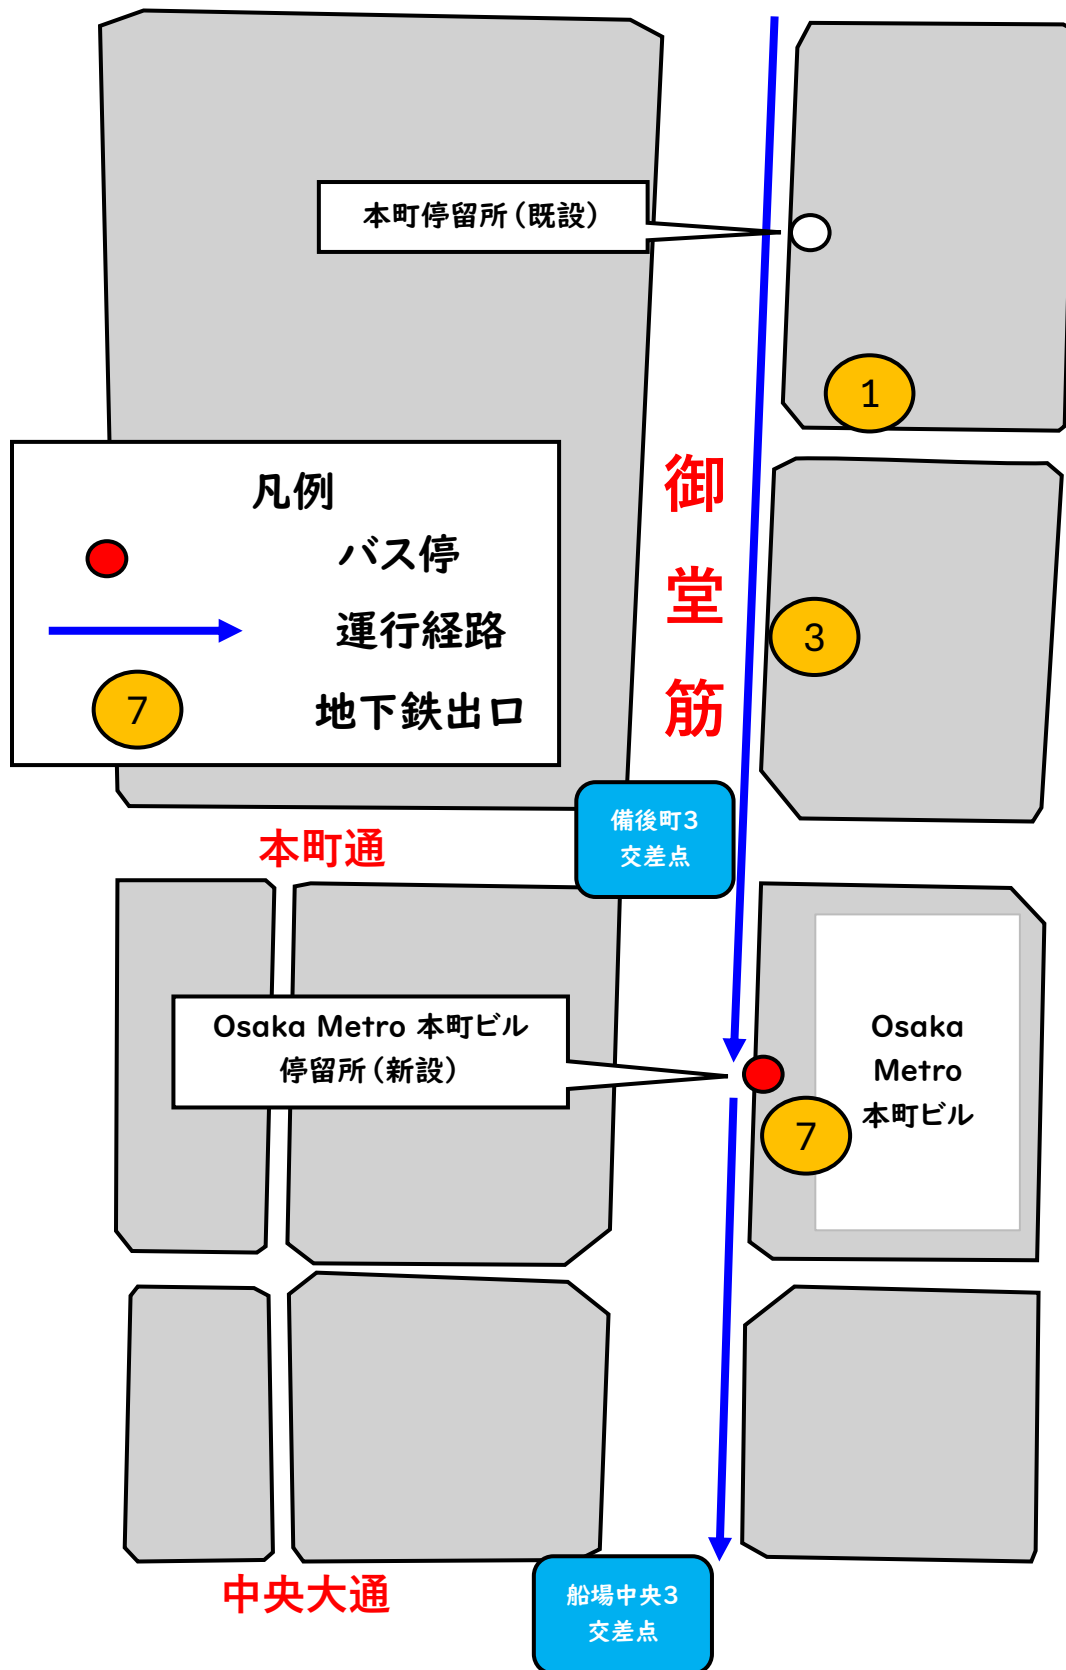 本町停留所（既設）
1
凡例
バス停
運行経路
7
地下鉄出口
御
堂
筋
3
備後町3
交差点
本町通
Osaka Metro 本町ビル
停留所（新設）
Osaka
Metro
本町ビル
7
中央大通
船場中央3
交差点